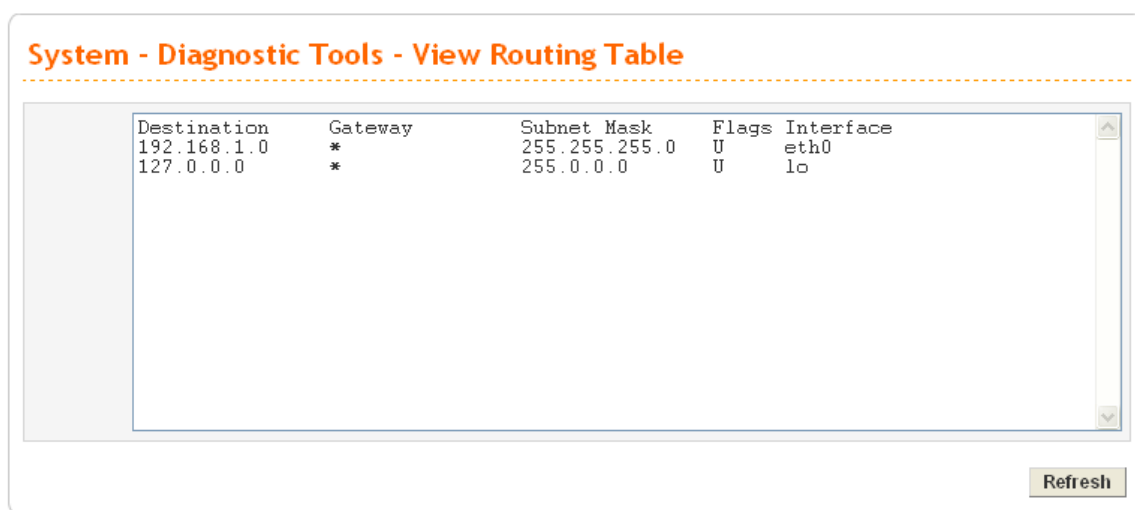 System - Diagnostic Tools - View Routing Table
Destination Gateway Subnet Mask Flags Interface
192.168.1.0 * 255.255.255.0 U eth0
127.0.0.0 * 255.0.0.0 U lo
Refresh